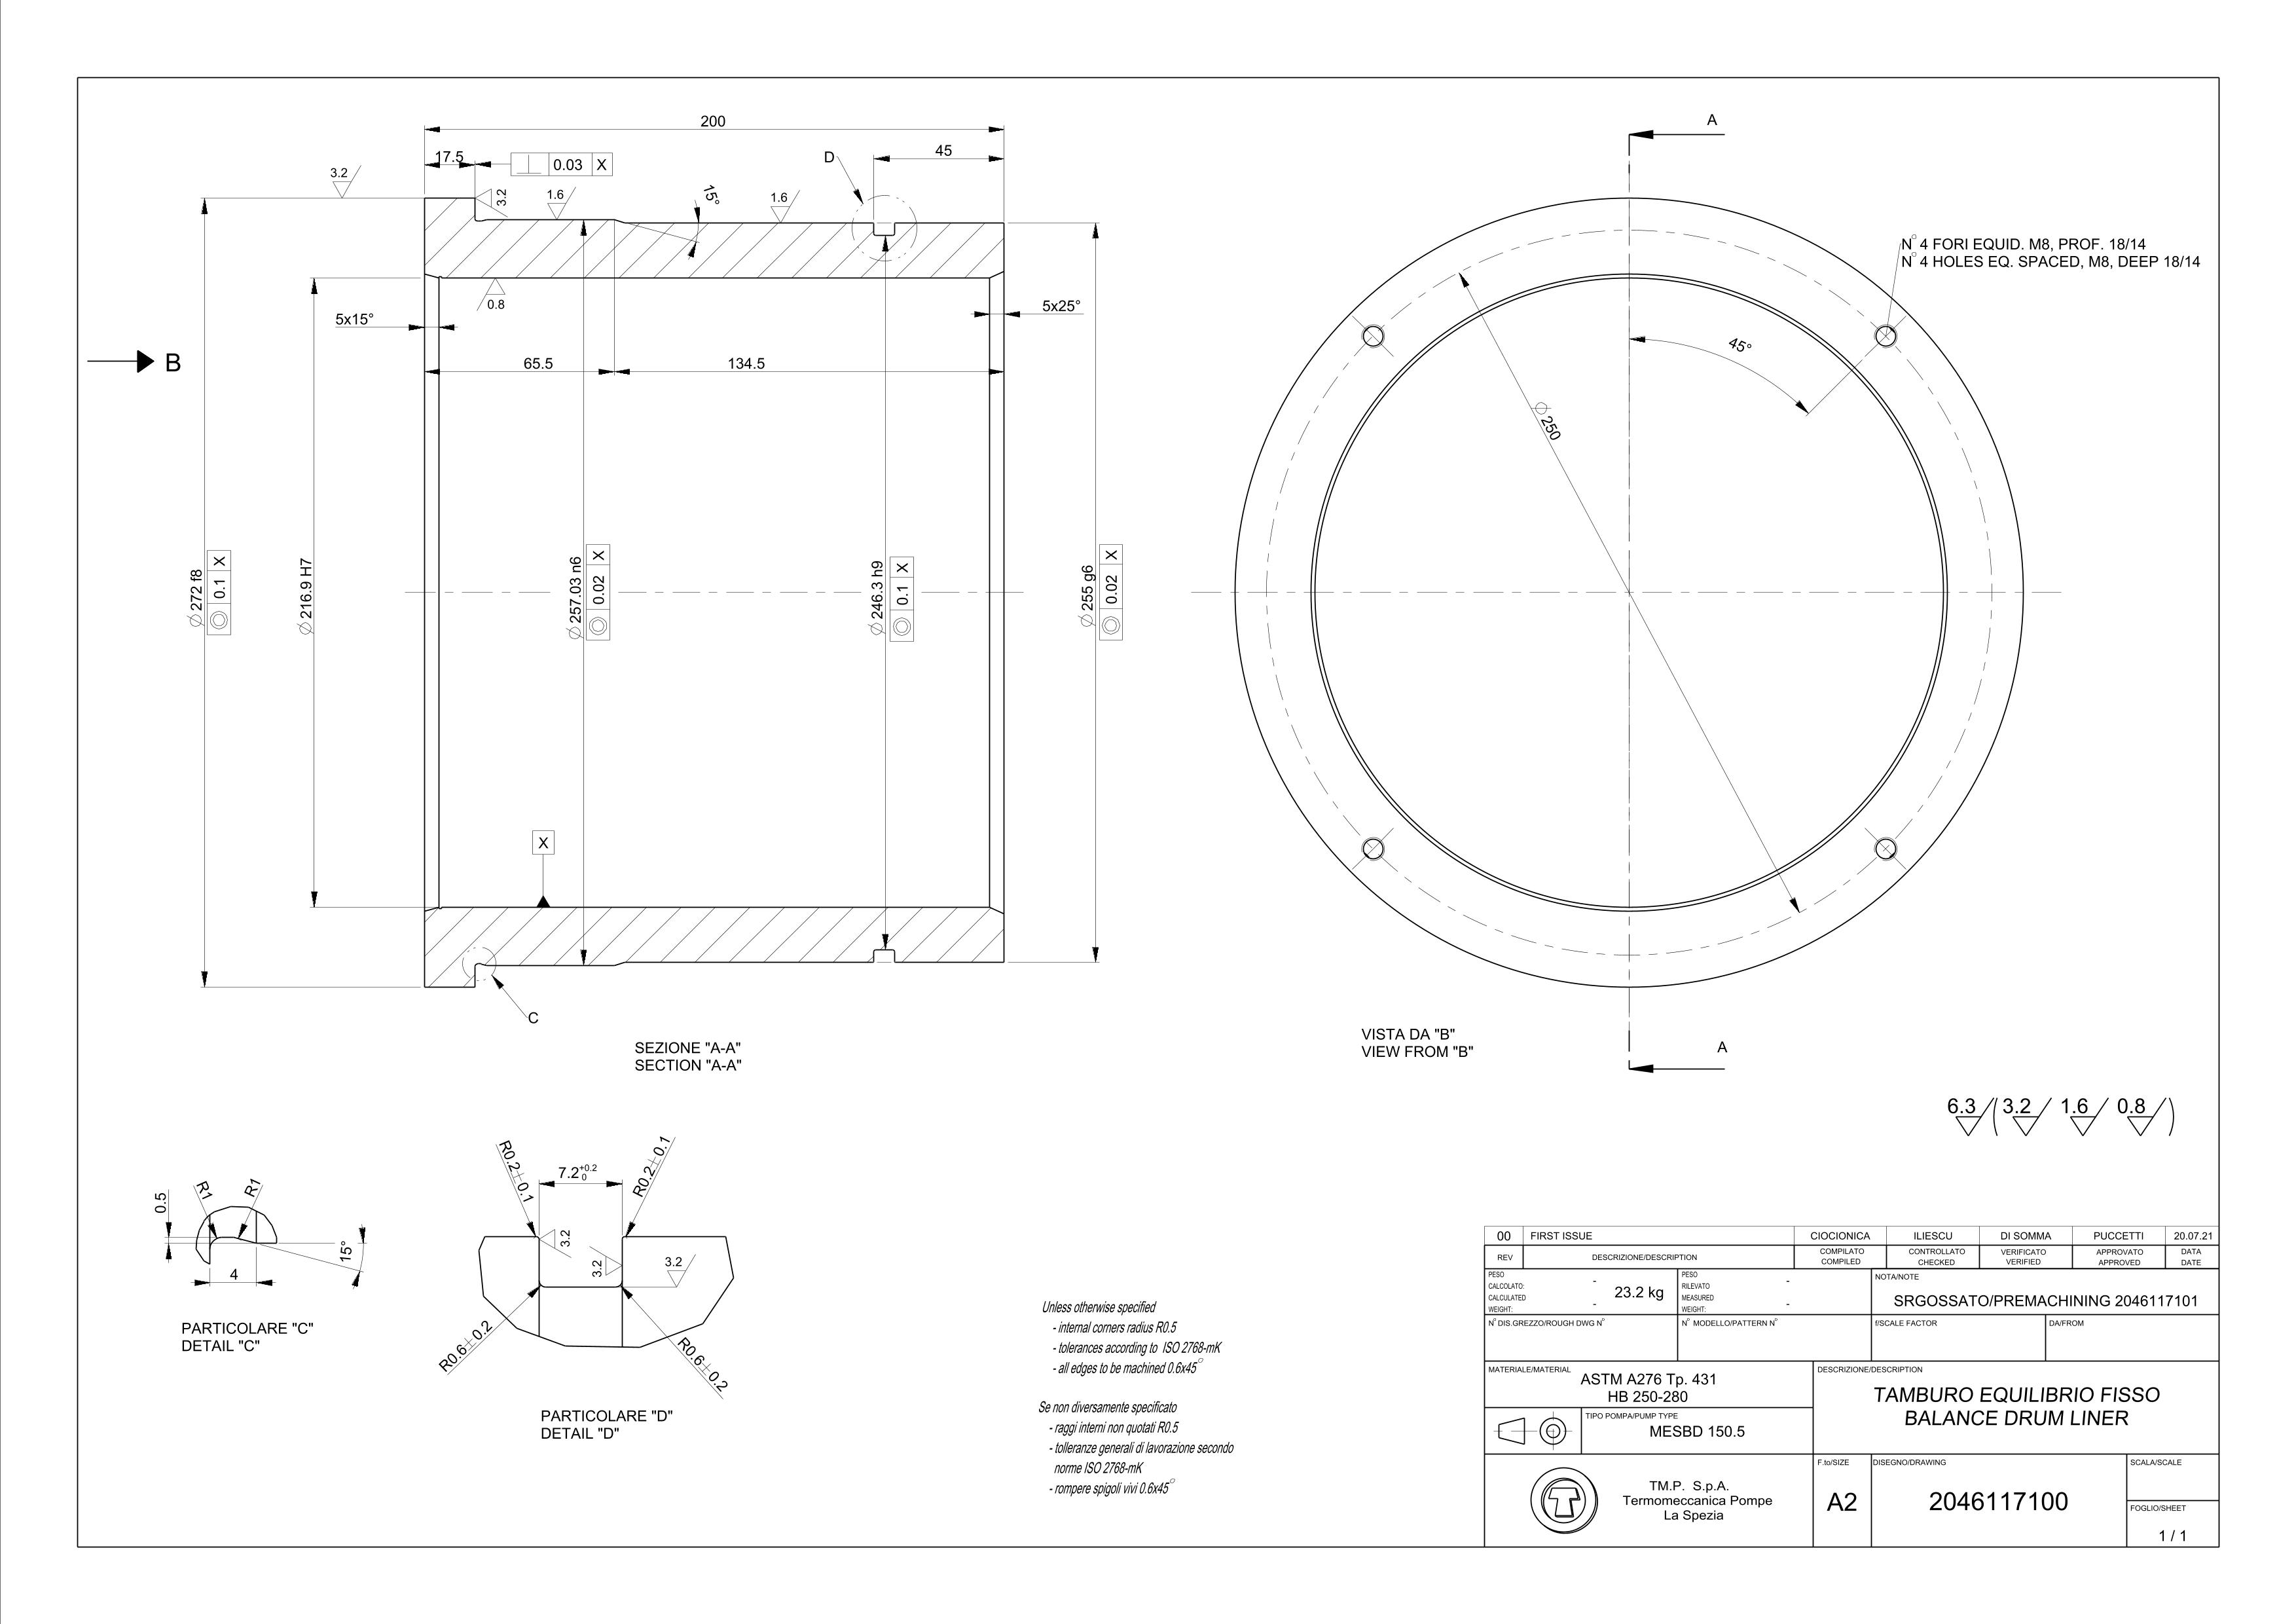 200
17.5
⊥ 0.03 X
D
45
3.2
3.2
1.6
15°
1.6
0.8
5x15°
5x25°
B
65.5
134.5
⌀272 f8
◎ 0.1 X
⌀216.9 H7
⌀257.03 n6
◎ 0.02 X
⌀246.3 h9
◎ 0.1 X
⌀255 g6
◎ 0.02 X
X
C
SEZIONE "A-A"
SECTION "A-A"
A
N° 4 FORI EQUID. M8, PROF. 18/14
N° 4 HOLES EQ. SPACED, M8, DEEP 18/14
45°
⌀250
VISTA DA "B"
VIEW FROM "B"
A
6.3 (3.2 1.6 0.8)
0.5
R1
R1
15°
4
PARTICOLARE "C"
DETAIL "C"
R0.2±0.1
7.2 +0.2 0
R0.2±0.1
3.2
3.2
3.2
R0.6±0.2
R0.6±0.2
PARTICOLARE "D"
DETAIL "D"
Unless otherwise specified
- internal corners radius R0.5
- tolerances according to ISO 2768-mK
- all edges to be machined 0.6x45°
Se non diversamente specificato
- raggi interni non quotati R0.5
- tolleranze generali di lavorazione secondo
norme ISO 2768-mK
- rompere spigoli vivi 0.6x45°
00 FIRST ISSUE CIOCIONICA ILIESCU DI SOMMA PUCCETTI 20.07.21
REV DESCRIZIONE/DESCRIPTION COMPILATO CONTROLLATO VERIFICATO APPROVATO DATA
COMPILED CHECKED VERIFIED APPROVED DATE
PESO
CALCOLATO: -
CALCULATED
WEIGHT: -
23.2 kg
PESO
RILEVATO -
MEASURED
WEIGHT: -
NOTA/NOTE
SRGOSSATO/PREMACHINING 2046117101
N° DIS.GREZZO/ROUGH DWG N°
N° MODELLO/PATTERN N°
f/SCALE FACTOR
DA/FROM
MATERIALE/MATERIAL
ASTM A276 Tp. 431
HB 250-280
DESCRIZIONE/DESCRIPTION
TAMBURO EQUILIBRIO FISSO
BALANCE DRUM LINER
TIPO POMPA/PUMP TYPE
MESBD 150.5
TM.P. S.p.A.
Termomeccanica Pompe
La Spezia
F.to/SIZE
A2
DISEGNO/DRAWING
2046117100
SCALA/SCALE
FOGLIO/SHEET
1 / 1